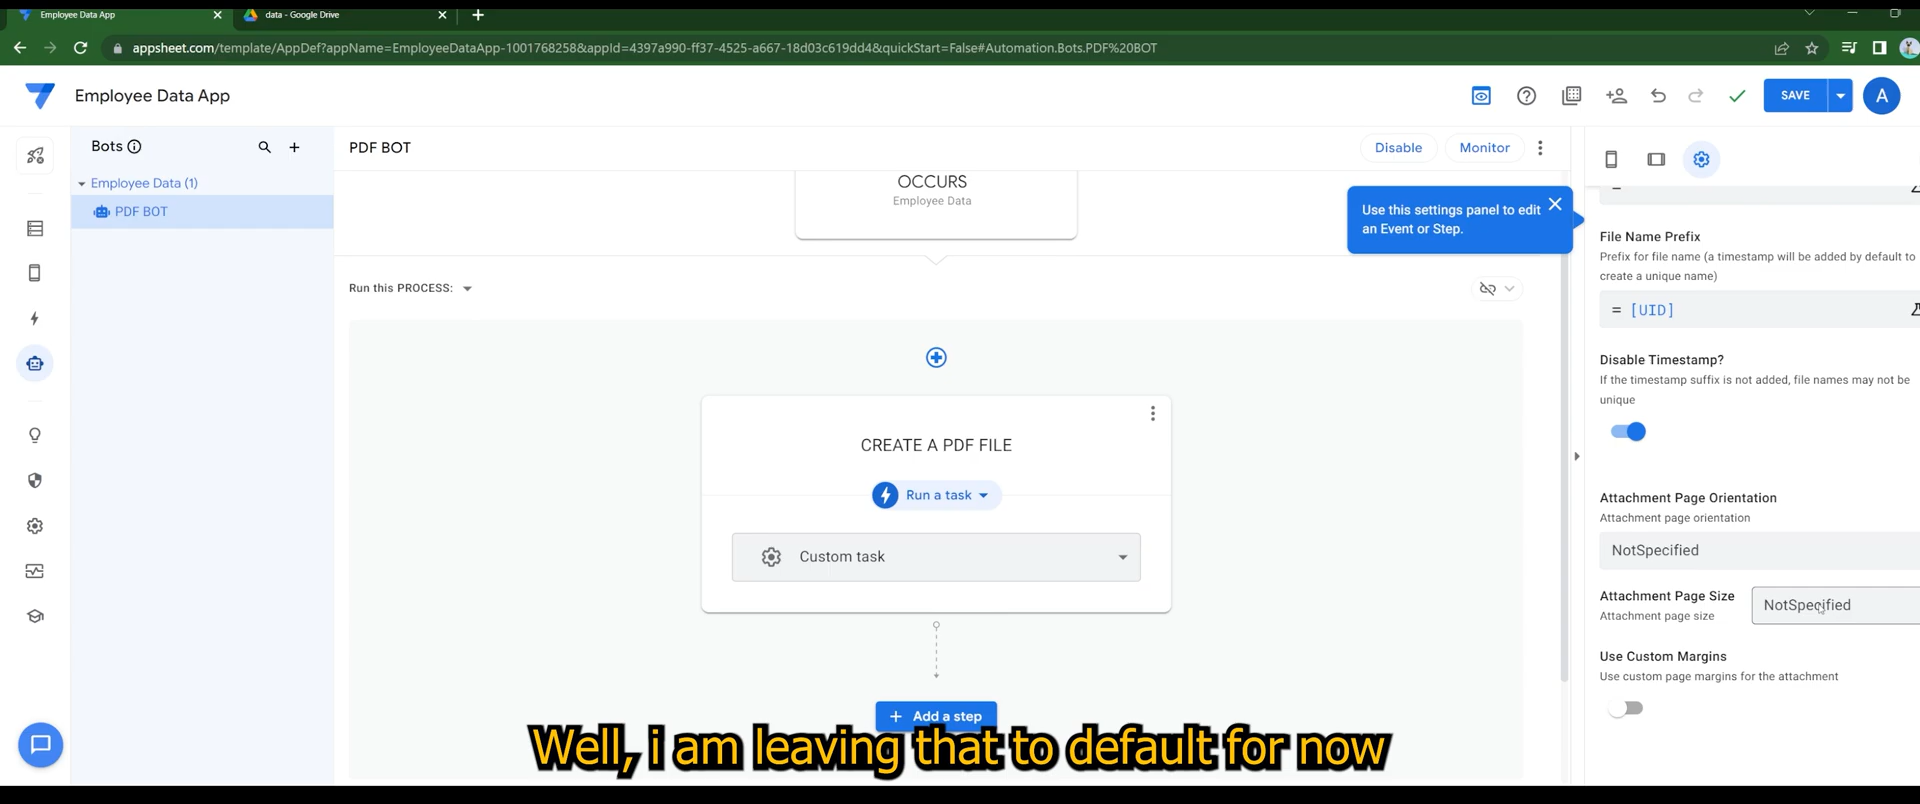 Employee Data App
data - Google Drive
appsheet.com/template/AppDef?appName=EmployeeDataApp-1001768258&appId=4397a990-ff37-4525-a667-18d03c619dd4&quickStart=False#Automation.Bots.PDF%20BOT
Employee Data App
SAVE
A
Bots
PDF BOT
Disable
Monitor
Employee Data (1)
PDF BOT
OCCURS
Employee Data
Use this settings panel to edit
an Event or Step.
Run this PROCESS:
CREATE A PDF FILE
Run a task
Custom task
Add a step
=
File Name Prefix
Prefix for file name (a timestamp will be added by default to
create a unique name)
= [UID]
Disable Timestamp?
If the timestamp suffix is not added, file names may not be
unique
Attachment Page Orientation
Attachment page orientation
NotSpecified
Attachment Page Size
Attachment page size
NotSpecified
Use Custom Margins
Use custom page margins for the attachment
Well, i am leaving that to default for now